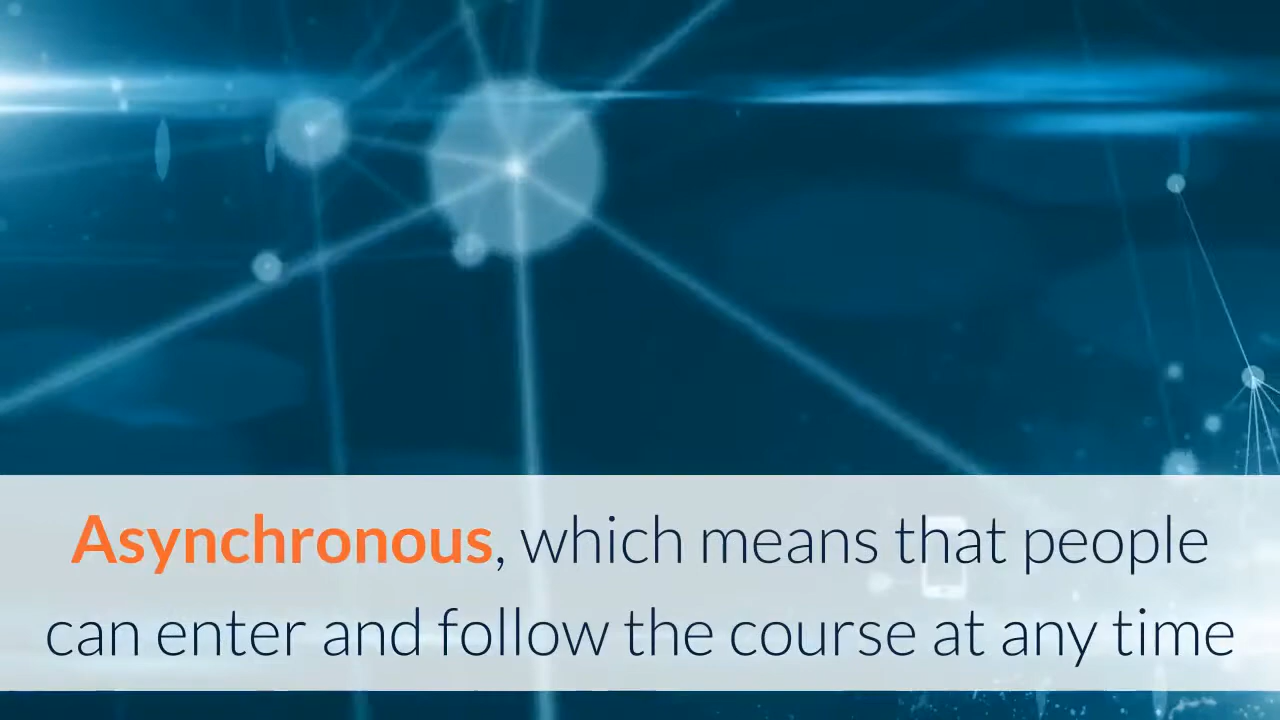 Asynchronous, which means that people
can enter and follow the course at any time